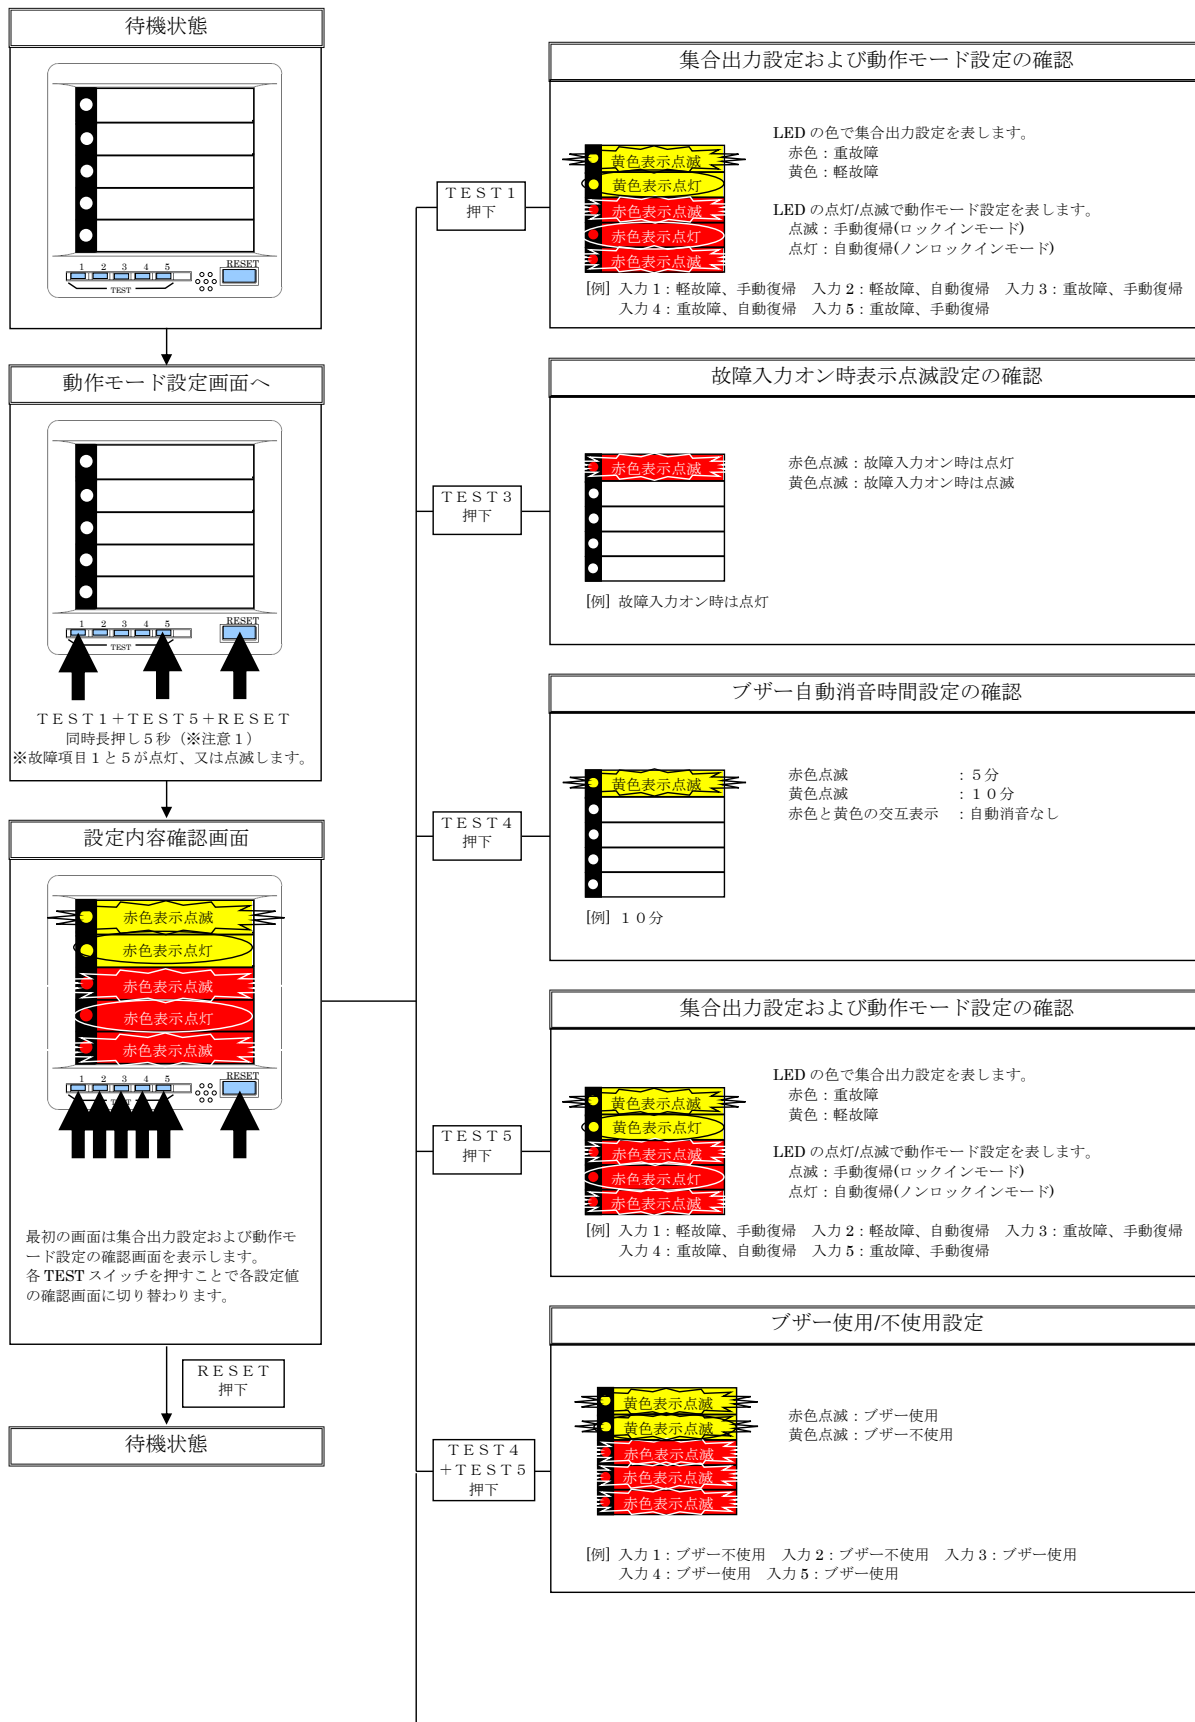 待機状態
1 2 3 4 5
TEST
RESET
動作モード設定画面へ
1 2 3 4 5
TEST
RESET
TEST1+TEST5+RESET
同時長押し5秒（※注意1）
※故障項目1と5が点灯、又は点滅します。
設定内容確認画面
赤色表示点滅
赤色表示点灯
赤色表示点滅
赤色表示点灯
赤色表示点滅
1 2 3 4 5
RESET
最初の画面は集合出力設定および動作モ
ード設定の確認画面を表示します。
各 TEST スイッチを押すことで各設定値
の確認画面に切り替わります。
RESET
押下
待機状態
TEST1
押下
集合出力設定および動作モード設定の確認
黄色表示点滅
黄色表示点灯
赤色表示点滅
赤色表示点灯
赤色表示点滅
LED の色で集合出力設定を表します。
赤色：重故障
黄色：軽故障
LED の点灯/点滅で動作モード設定を表します。
点滅：手動復帰(ロックインモード)
点灯：自動復帰(ノンロックインモード)
[例] 入力1：軽故障、手動復帰　入力2：軽故障、自動復帰　入力3：重故障、手動復帰
入力4：重故障、自動復帰　入力5：重故障、手動復帰
TEST3
押下
故障入力オン時表示点滅設定の確認
赤色表示点滅
赤色点滅：故障入力オン時は点灯
黄色点滅：故障入力オン時は点滅
[例] 故障入力オン時は点灯
TEST4
押下
ブザー自動消音時間設定の確認
黄色表示点滅
赤色点滅　：5分
黄色点滅　：10分
赤色と黄色の交互表示　：自動消音なし
[例] 10分
TEST5
押下
集合出力設定および動作モード設定の確認
黄色表示点滅
黄色表示点灯
赤色表示点滅
赤色表示点灯
赤色表示点滅
LED の色で集合出力設定を表します。
赤色：重故障
黄色：軽故障
LED の点灯/点滅で動作モード設定を表します。
点滅：手動復帰(ロックインモード)
点灯：自動復帰(ノンロックインモード)
[例] 入力1：軽故障、手動復帰　入力2：軽故障、自動復帰　入力3：重故障、手動復帰
入力4：重故障、自動復帰　入力5：重故障、手動復帰
TEST4
+TEST5
押下
ブザー使用/不使用設定
黄色表示点滅
黄色表示点滅
赤色表示点滅
赤色表示点滅
赤色表示点滅
赤色点滅：ブザー使用
黄色点滅：ブザー不使用
[例] 入力1：ブザー不使用　入力2：ブザー不使用　入力3：ブザー使用
入力4：ブザー使用　入力5：ブザー使用